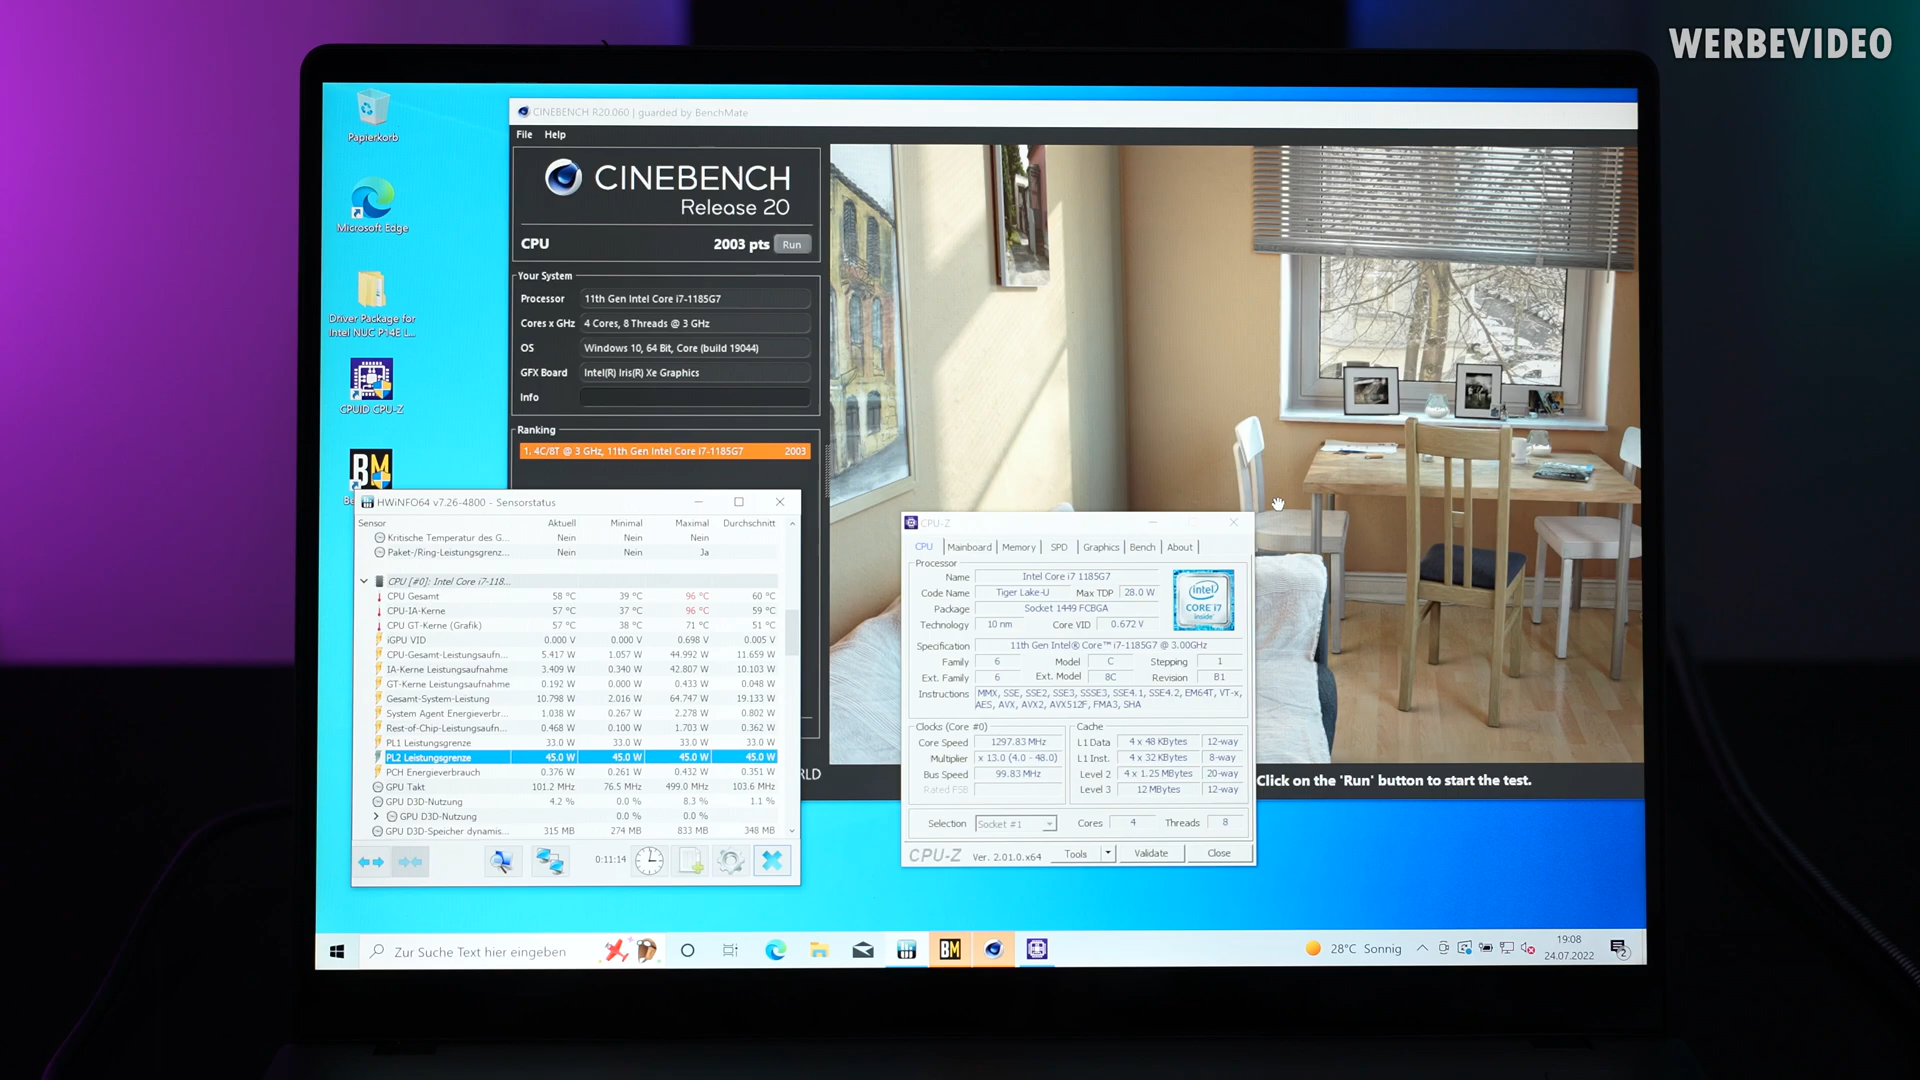 WERBEVIDEO
Papierkorb
Microsoft Edge
Driver Package for
Intel NUC P14E L...
CPUID CPU-Z
BM
CINEBENCH R20.060 | guarded by BenchMate
File Help
CINEBENCH
Release 20
CPU 2003 pts Run
Your System
Processor 11th Gen Intel Core i7-1185G7
Cores x GHz 4 Cores, 8 Threads @ 3 GHz
OS Windows 10, 64 Bit, Core (build 19044)
GFX Board Intel(R) Iris(R) Xe Graphics
Info
Ranking
1. 4C/8T @ 3 GHz, 11th Gen Intel Core i7-1185G7 2003
Click on the 'Run' button to start the test.
HWiNFO64 v7.26-4800 - Sensorstatus
Sensor Aktuell Minimal Maximal Durchschnitt
Kritische Temperatur des G... Nein Nein Nein
Paket-/Ring-Leistungsgrenz... Nein Nein Ja
CPU [#0]: Intel Core i7-118...
CPU Gesamt 58 °C 39 °C 96 °C 60 °C
CPU-IA-Kerne 57 °C 37 °C 96 °C 59 °C
CPU GT-Kerne (Grafik) 57 °C 38 °C 71 °C 51 °C
iGPU VID 0.000 V 0.000 V 0.698 V 0.005 V
CPU-Gesamt-Leistungsaufn... 5.417 W 1.057 W 44.992 W 11.659 W
IA-Kerne Leistungsaufnahme 3.409 W 0.340 W 42.807 W 10.103 W
GT-Kerne Leistungsaufnahme 0.192 W 0.000 W 0.433 W 0.048 W
Gesamt-System-Leistung 10.798 W 2.016 W 64.747 W 19.133 W
System Agent Energieverbr... 1.038 W 0.267 W 2.278 W 0.802 W
Rest-of-Chip-Leistungsaufn... 0.468 W 0.100 W 1.703 W 0.362 W
PL1 Leistungsgrenze 33.0 W 33.0 W 33.0 W 33.0 W
PL2 Leistungsgrenze 45.0 W 45.0 W 45.0 W 45.0 W
PCH Energieverbrauch 0.376 W 0.261 W 0.432 W 0.351 W
GPU Takt 101.2 MHz 76.5 MHz 499.0 MHz 103.6 MHz
GPU D3D-Nutzung 4.2 % 0.0 % 8.3 % 1.1 %
GPU D3D-Nutzung 0.0 % 0.0 %
GPU D3D-Speicher dynamis... 315 MB 274 MB 833 MB 348 MB
0:11:14
CPU-Z
CPU Mainboard Memory SPD Graphics Bench About
Processor
Name Intel Core i7 1185G7
Code Name Tiger Lake-U Max TDP 28.0 W
Package Socket 1449 FCBGA
Technology 10 nm Core VID 0.672 V
intel
CORE i7
inside
Specification 11th Gen Intel® Core™ i7-1185G7 @ 3.00GHz
Family 6 Model C Stepping 1
Ext. Family 6 Ext. Model 8C Revision B1
Instructions MMX, SSE, SSE2, SSE3, SSSE3, SSE4.1, SSE4.2, EM64T, VT-x,
AES, AVX, AVX2, AVX512F, FMA3, SHA
Clocks (Core #0) Cache
Core Speed 1297.83 MHz L1 Data 4 x 48 KBytes 12-way
Multiplier x 13.0 (4.0 - 48.0) L1 Inst. 4 x 32 KBytes 8-way
Bus Speed 99.83 MHz Level 2 4 x 1.25 MBytes 20-way
Rated FSB Level 3 12 MBytes 12-way
Selection Socket #1 Cores 4 Threads 8
CPU-Z Ver. 2.01.0.x64 Tools Validate Close
Zur Suche Text hier eingeben
BM
28°C Sonnig
19:08
24.07.2022
2